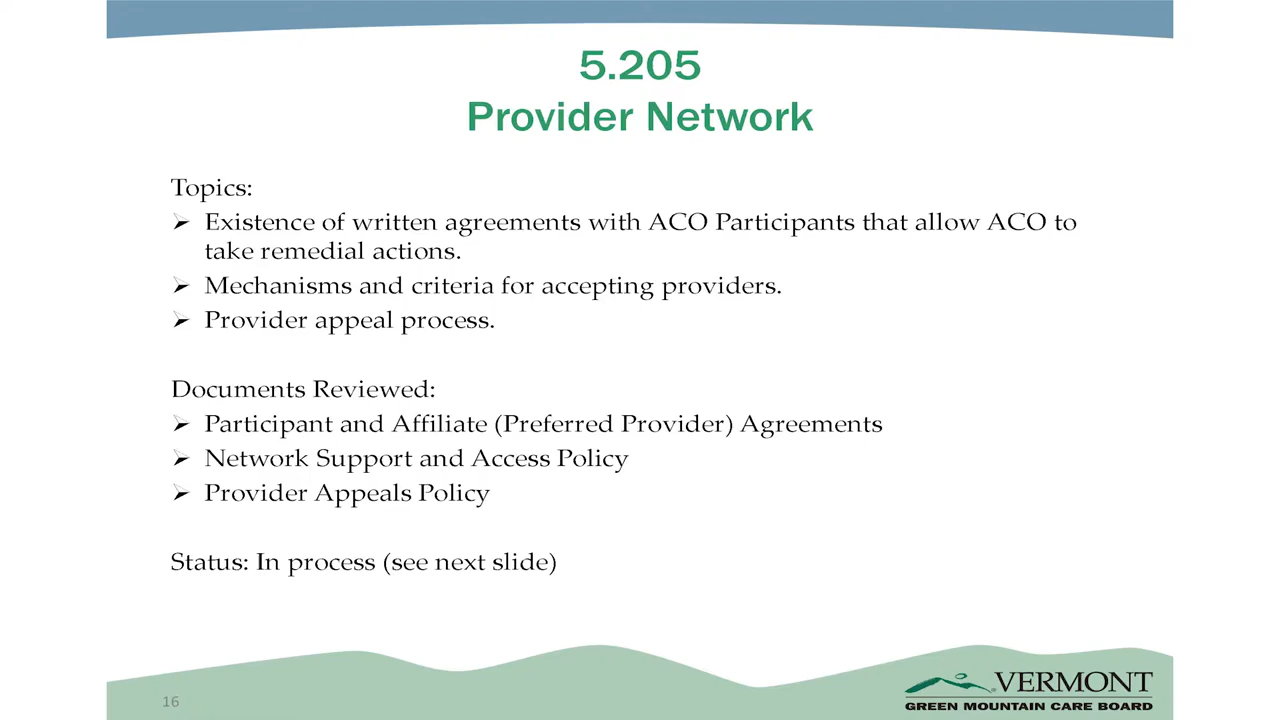 5.205
Provider Network
Topics:
➢ Existence of written agreements with ACO Participants that allow ACO to
take remedial actions.
➢ Mechanisms and criteria for accepting providers.
➢ Provider appeal process.
Documents Reviewed:
➢ Participant and Affiliate (Preferred Provider) Agreements
➢ Network Support and Access Policy
➢ Provider Appeals Policy
Status: In process (see next slide)
16
VERMONT
GREEN MOUNTAIN CARE BOARD